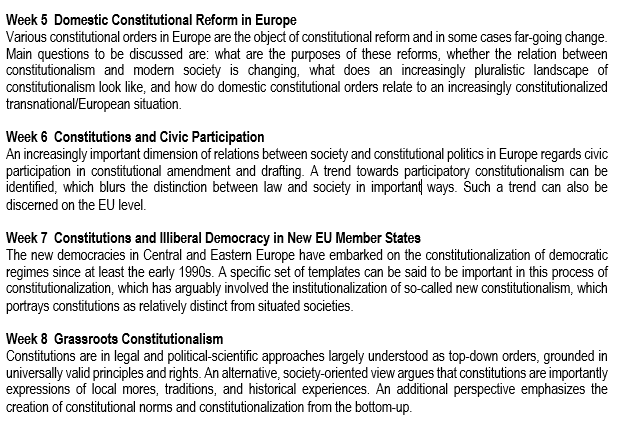 Week 5 Domestic Constitutional Reform in Europe
Various constitutional orders in Europe are the object of constitutional reform and in some cases far-going change.
Main questions to be discussed are: what are the purposes of these reforms, whether the relation between
constitutionalism and modern society is changing, what does an increasingly pluralistic landscape of
constitutionalism look like, and how do domestic constitutional orders relate to an increasingly constitutionalized
transnational/European situation.
Week 6 Constitutions and Civic Participation
An increasingly important dimension of relations between society and constitutional politics in Europe regards civic
participation in constitutional amendment and drafting. A trend towards participatory constitutionalism can be
identified, which blurs the distinction between law and society in important ways. Such a trend can also be
discerned on the EU level.
Week 7 Constitutions and Illiberal Democracy in New EU Member States
The new democracies in Central and Eastern Europe have embarked on the constitutionalization of democratic
regimes since at least the early 1990s. A specific set of templates can be said to be important in this process of
constitutionalization, which has arguably involved the institutionalization of so-called new constitutionalism, which
portrays constitutions as relatively distinct from situated societies.
Week 8 Grassroots Constitutionalism
Constitutions are in legal and political-scientific approaches largely understood as top-down orders, grounded in
universally valid principles and rights. An alternative, society-oriented view argues that constitutions are importantly
expressions of local mores, traditions, and historical experiences. An additional perspective emphasizes the
creation of constitutional norms and constitutionalization from the bottom-up.